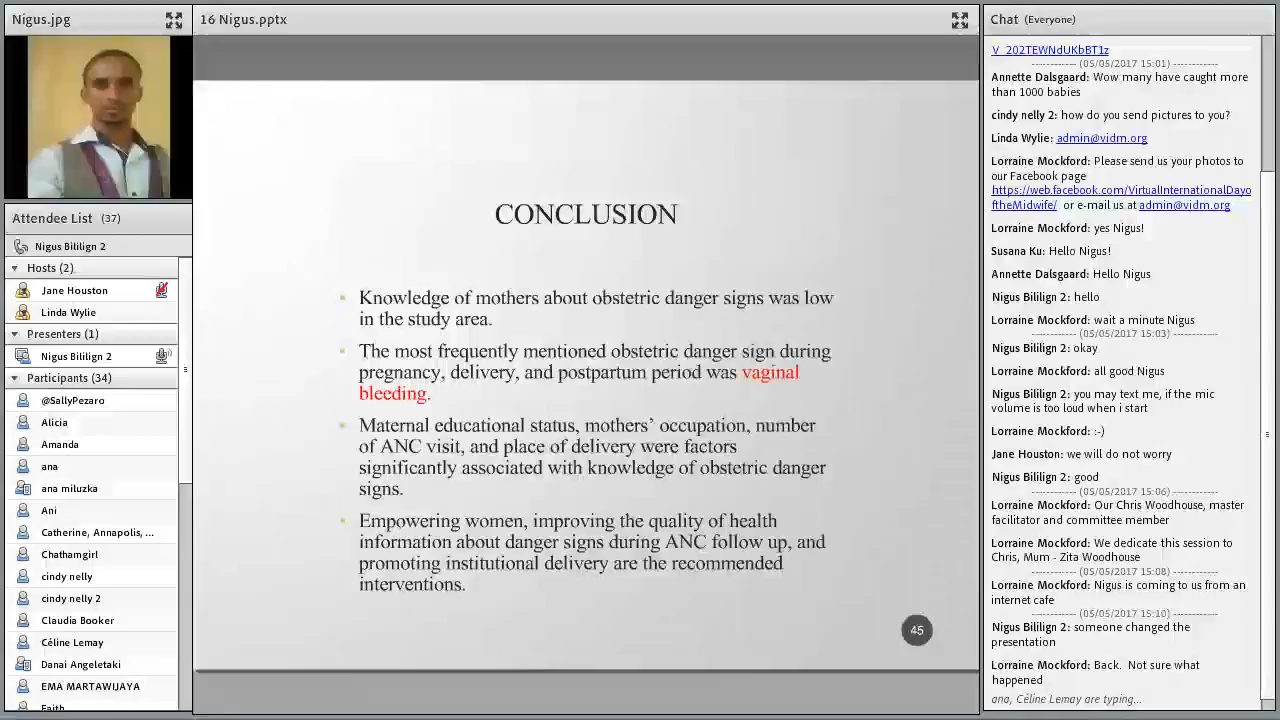 Nigus.jpg
Attendee List (37)
Nigus Bililign 2
Hosts (2)
Jane Houston
Linda Wylie
Presenters (1)
Nigus Bililign 2
Participants (34)
@SallyPezaro
Alicia
Amanda
ana
ana miluzka
Ani
Catherine, Annapolis, ...
Chathamgirl
cindy nelly
cindy nelly 2
Claudia Booker
Céline Lemay
Danai Angeletaki
EMA MARTAWIJAYA
Faith
16 Nigus.pptx
CONCLUSION
Knowledge of mothers about obstetric danger signs was low
in the study area.
The most frequently mentioned obstetric danger sign during
pregnancy, delivery, and postpartum period was vaginal
bleeding.
Maternal educational status, mothers’ occupation, number
of ANC visit, and place of delivery were factors
significantly associated with knowledge of obstetric danger
signs.
Empowering women, improving the quality of health
information about danger signs during ANC follow up, and
promoting institutional delivery are the recommended
interventions.
45
Chat (Everyone)
V_202TEWNdUKbBT1z
------------ (05/05/2017 15:01) ------------
Annette Dalsgaard: Wow many have caught more
than 1000 babies
cindy nelly 2: how do you send pictures to you?
Linda Wylie: admin@vidm.org
Lorraine Mockford: Please send us your photos to
our Facebook page
https://web.facebook.com/VirtualInternationalDayo
ftheMidwife/ or e-mail us at admin@vidm.org
Lorraine Mockford: yes Nigus!
Susana Ku: Hello Nigus!
Annette Dalsgaard: Hello Nigus
Nigus Bililign 2: hello
Lorraine Mockford: wait a minute Nigus
------------ (05/05/2017 15:03) ------------
Nigus Bililign 2: okay
Lorraine Mockford: all good Nigus
Nigus Bililign 2: you may text me, if the mic
volume is too loud when i start
Lorraine Mockford: :-)
Jane Houston: we will do not worry
Nigus Bililign 2: good
------------ (05/05/2017 15:06) ------------
Lorraine Mockford: Our Chris Woodhouse, master
facilitator and committee member
Lorraine Mockford: We dedicate this session to
Chris, Mum - Zita Woodhouse
------------ (05/05/2017 15:08) ------------
Lorraine Mockford: Nigus is coming to us from an
internet cafe
------------ (05/05/2017 15:10) ------------
Nigus Bililign 2: someone changed the
presentation
Lorraine Mockford: Back. Not sure what
happened
ana, Céline Lemay are typing...